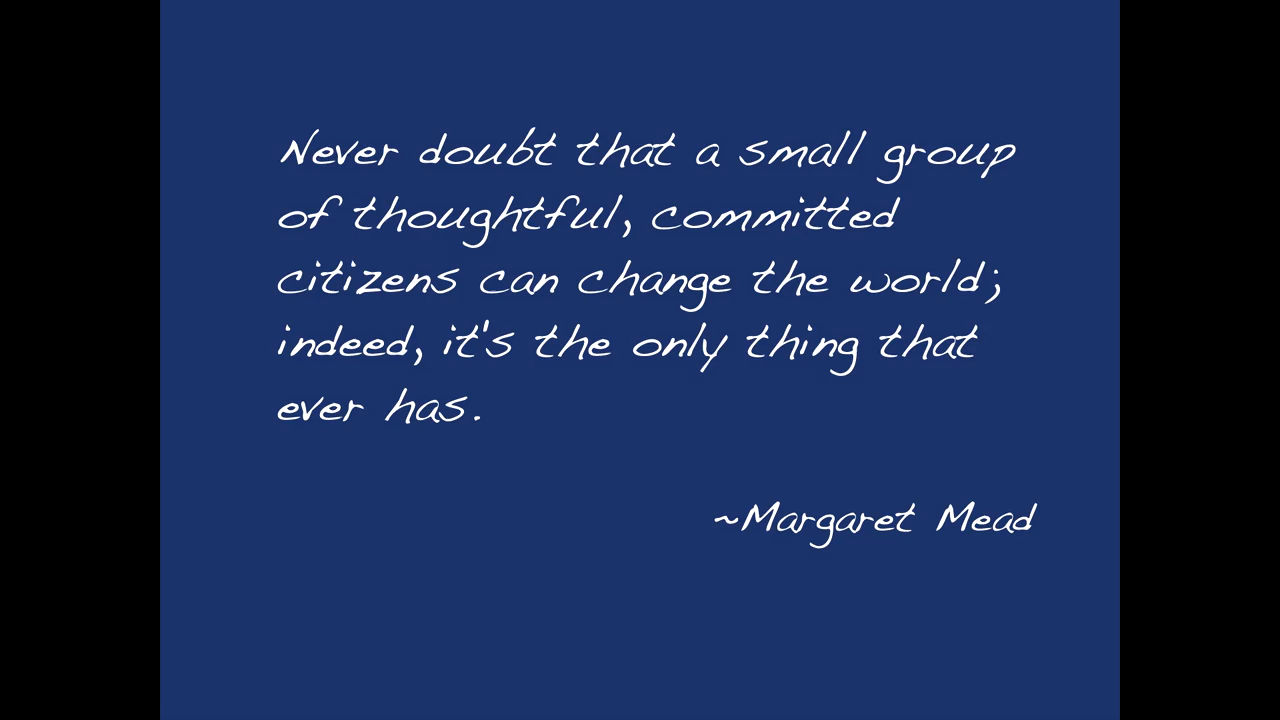 Never doubt that a small group
of thoughtful, committed
citizens can change the world;
indeed, it's the only thing that
ever has.
~Margaret Mead